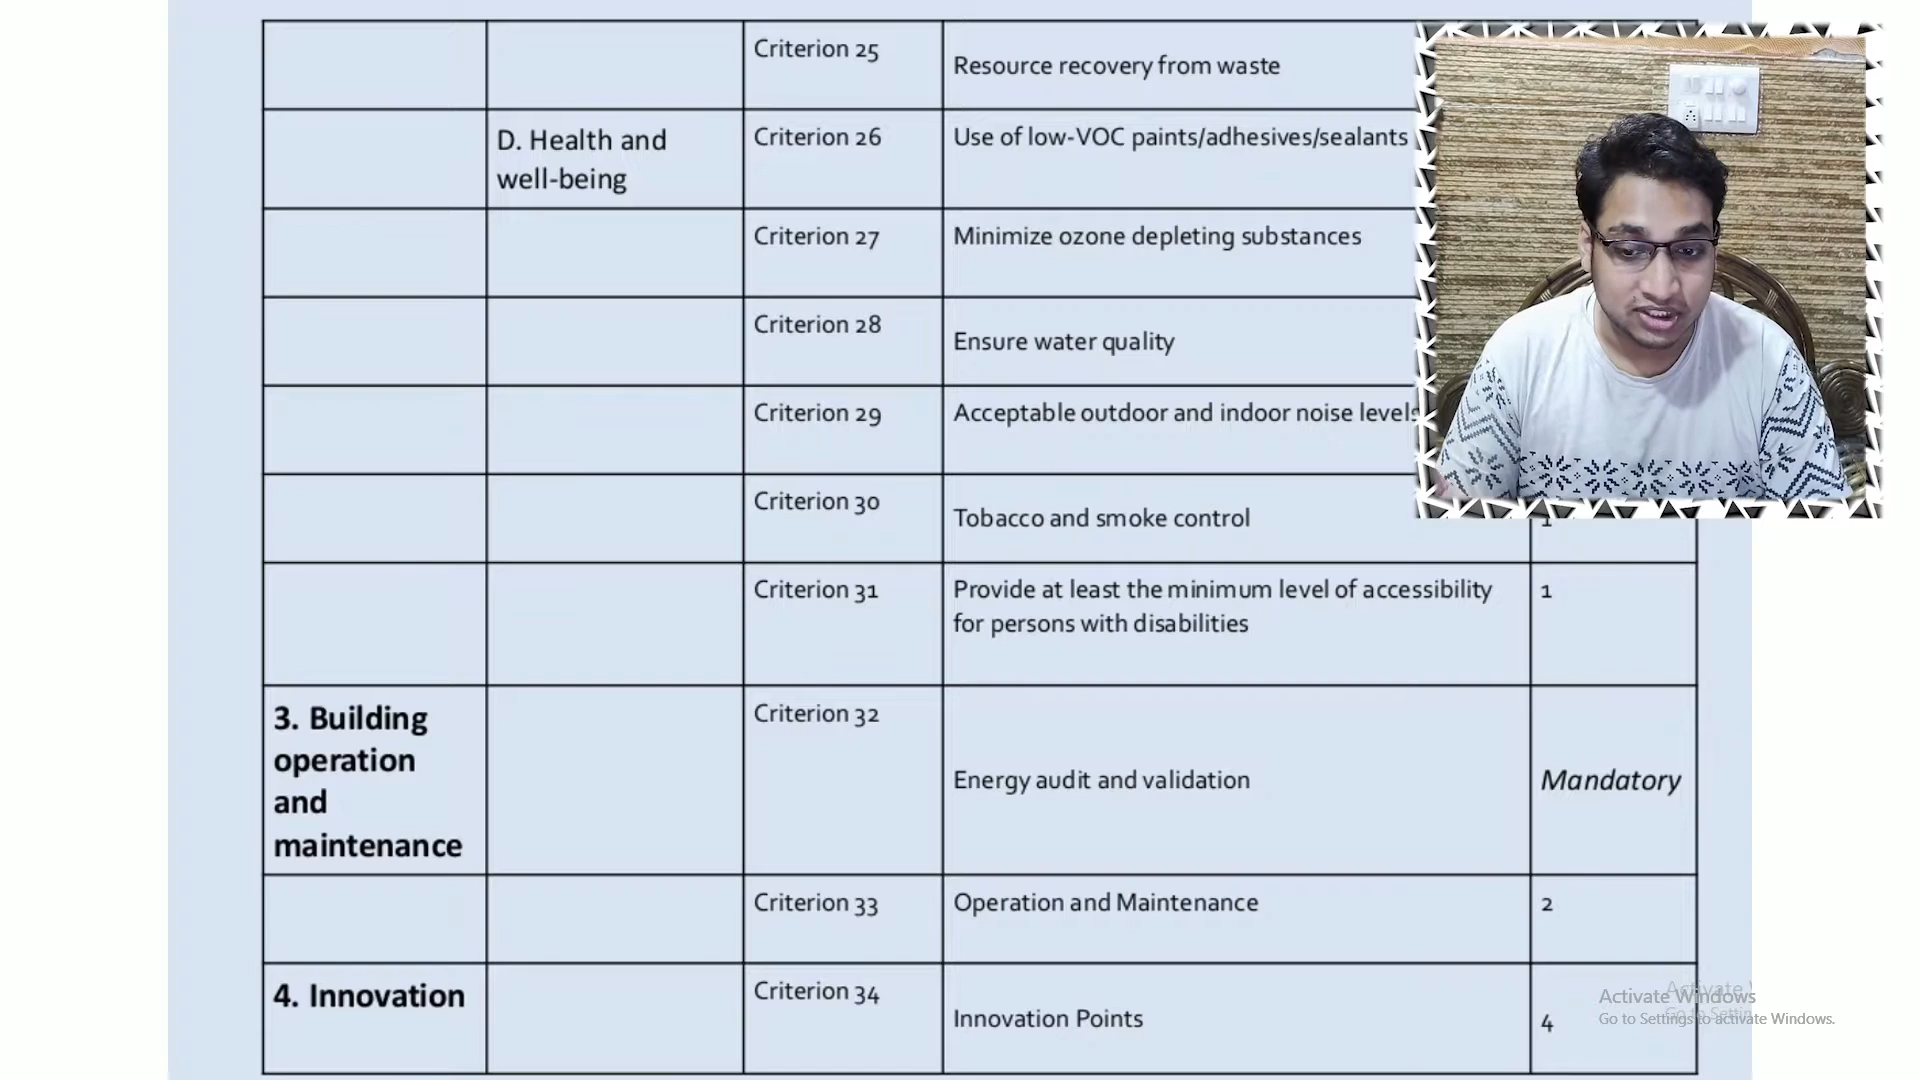 Criterion 25
Resource recovery from waste
D. Health and
well-being
Criterion 26
Use of low-VOC paints/adhesives/sealants
Criterion 27
Minimize ozone depleting substances
Criterion 28
Ensure water quality
Criterion 29
Acceptable outdoor and indoor noise levels
Criterion 30
Tobacco and smoke control
1
Criterion 31
Provide at least the minimum level of accessibility
for persons with disabilities
1
3. Building
operation
and
maintenance
Criterion 32
Energy audit and validation
Mandatory
Criterion 33
Operation and Maintenance
2
4. Innovation
Criterion 34
Innovation Points
4
Activate Windows
Go to Settings to activate Windows.